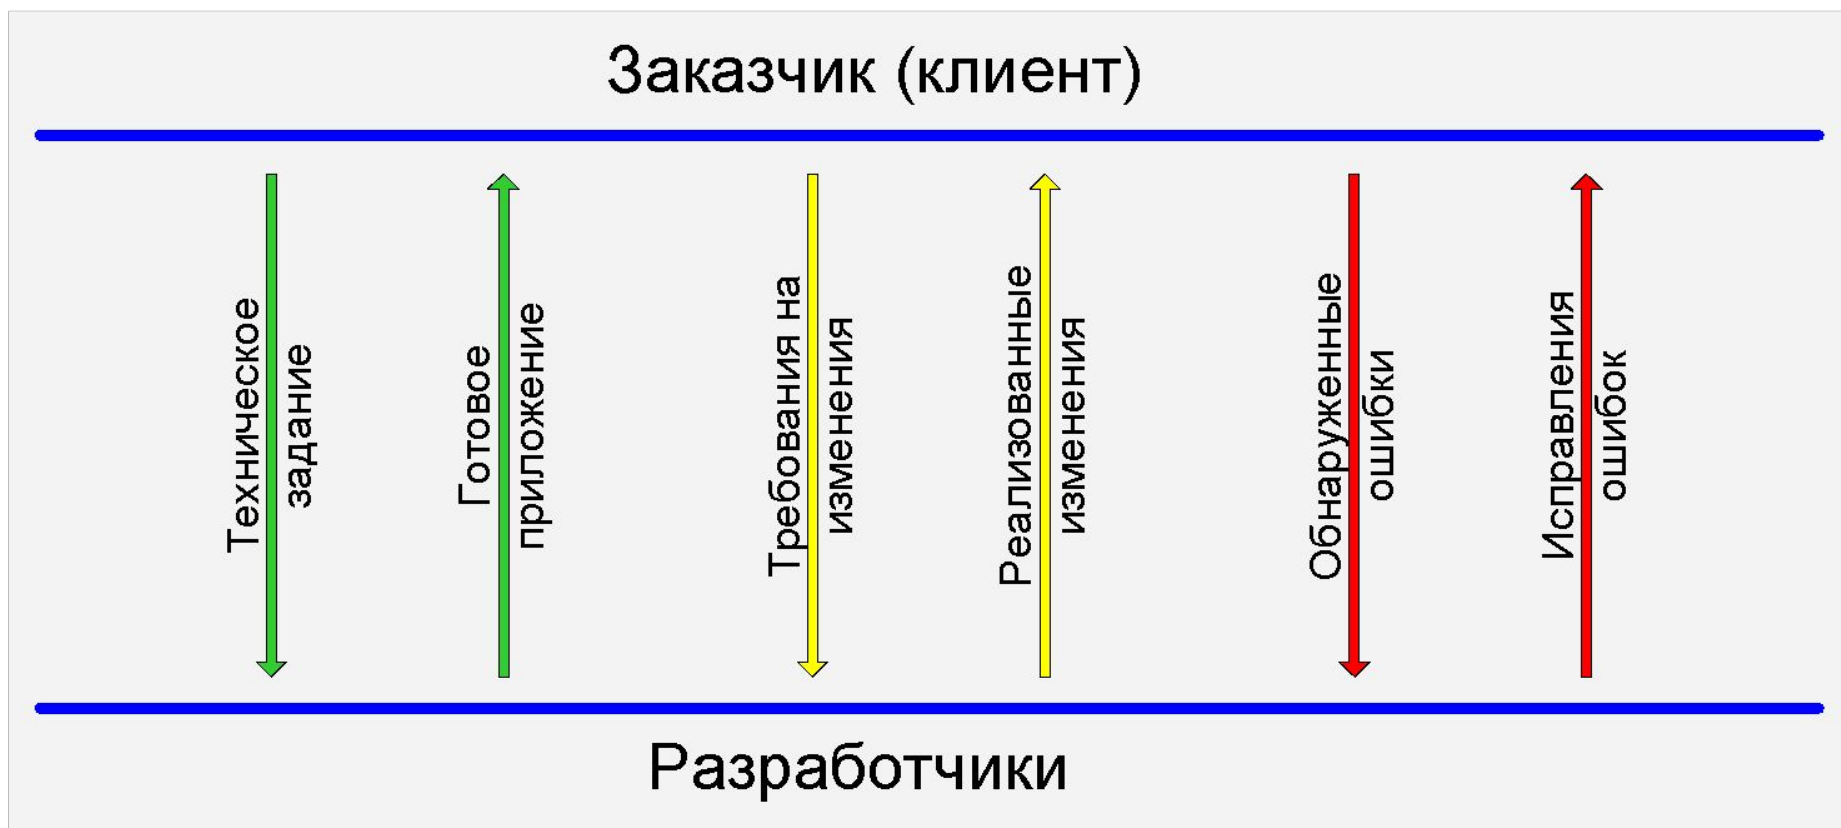 Заказчик (клиент)
Техническое
задание
Готовое
приложение
Требования на
изменения
Реализованные
изменения
Обнаруженные
ошибки
Исправления
ошибок
Разработчики